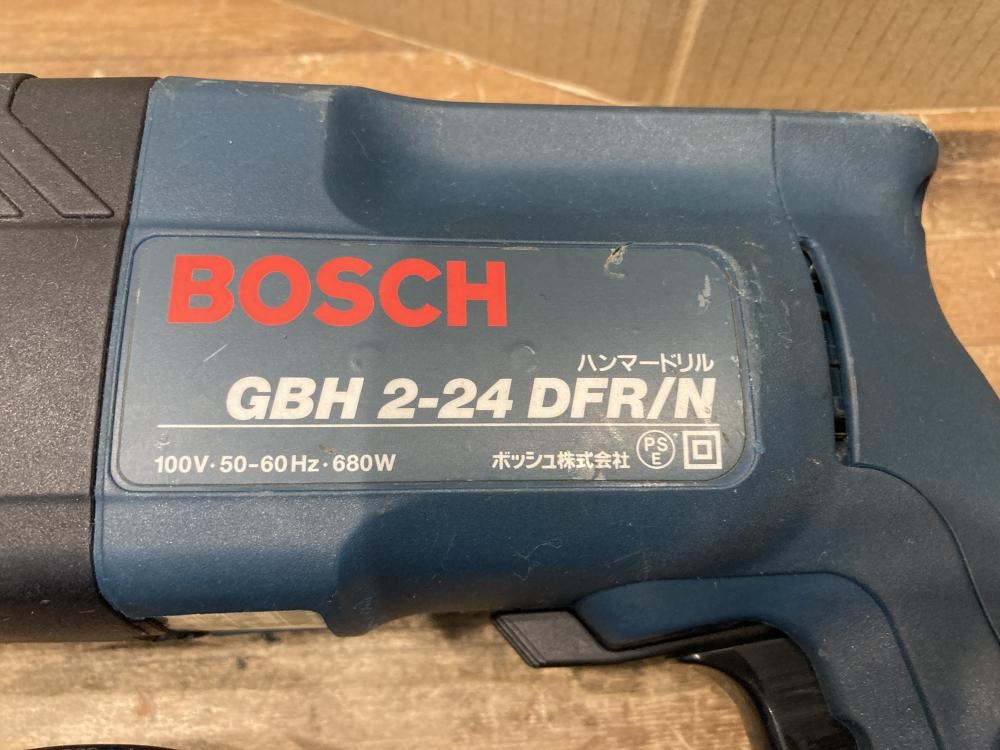 BOSCH
ハンマードリル
GBH 2-24 DFR/N
100V・50-60Hz・680W
ボッシュ株式会社 PS E